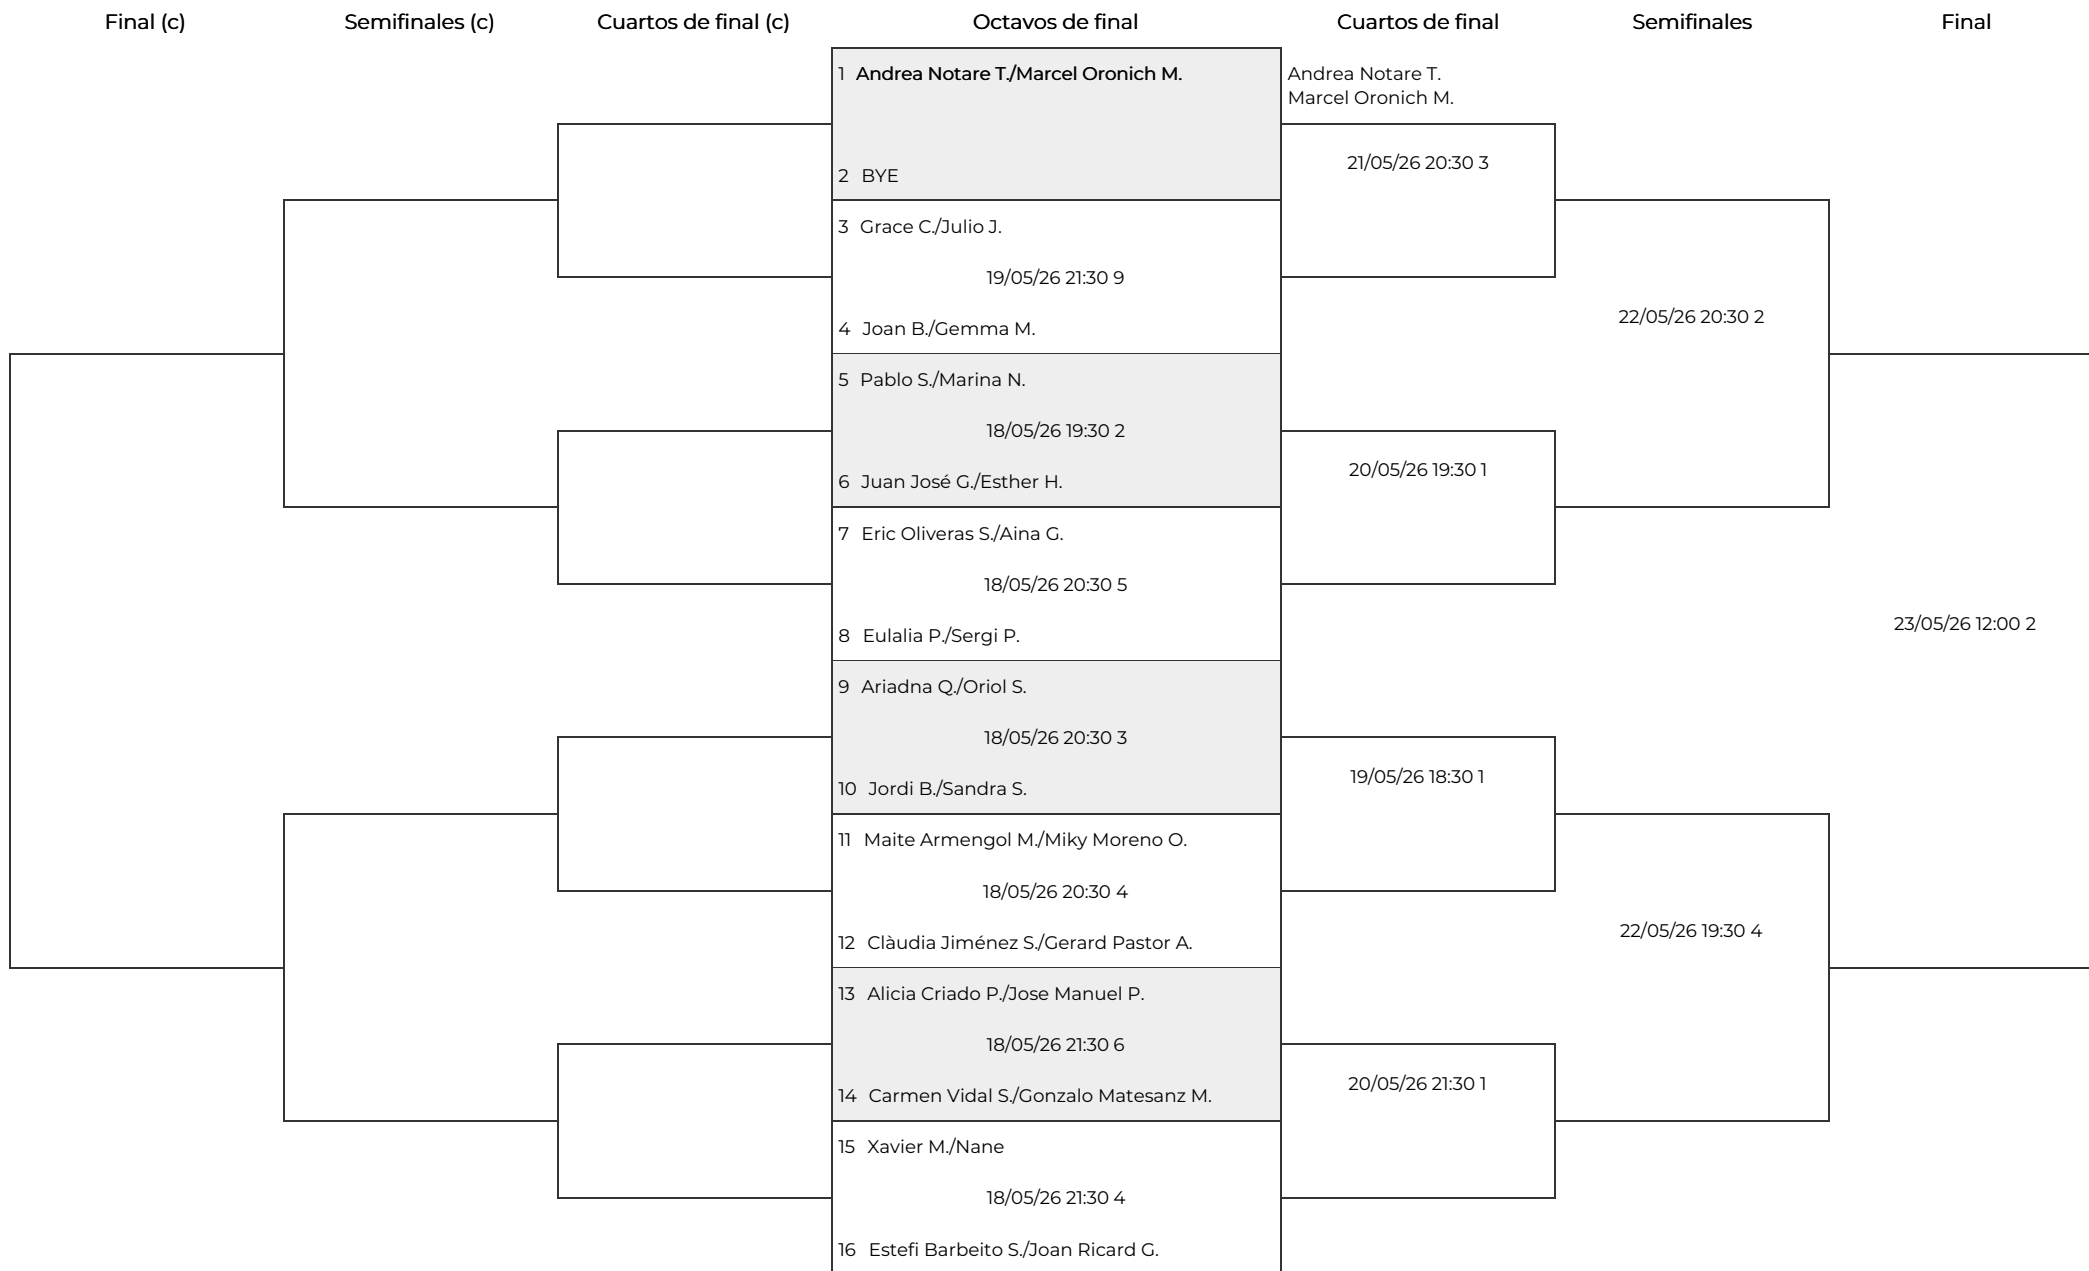 Final (c)
Semifinales (c)
Cuartos de final (c)
Octavos de final
Cuartos de final
Semifinales
Final
1 Andrea Notare T./Marcel Oronich M.
2 BYE
3 Grace C./Julio J.
19/05/26 21:30 9
4 Joan B./Gemma M.
5 Pablo S./Marina N.
18/05/26 19:30 2
6 Juan José G./Esther H.
7 Eric Oliveras S./Aina G.
18/05/26 20:30 5
8 Eulalia P./Sergi P.
9 Ariadna Q./Oriol S.
18/05/26 20:30 3
10 Jordi B./Sandra S.
11 Maite Armengol M./Miky Moreno O.
18/05/26 20:30 4
12 Clàudia Jiménez S./Gerard Pastor A.
13 Alicia Criado P./Jose Manuel P.
18/05/26 21:30 6
14 Carmen Vidal S./Gonzalo Matesanz M.
15 Xavier M./Nane
18/05/26 21:30 4
16 Estefi Barbeito S./Joan Ricard G.
Andrea Notare T.
Marcel Oronich M.
21/05/26 20:30 3
20/05/26 19:30 1
19/05/26 18:30 1
20/05/26 21:30 1
22/05/26 20:30 2
22/05/26 19:30 4
23/05/26 12:00 2